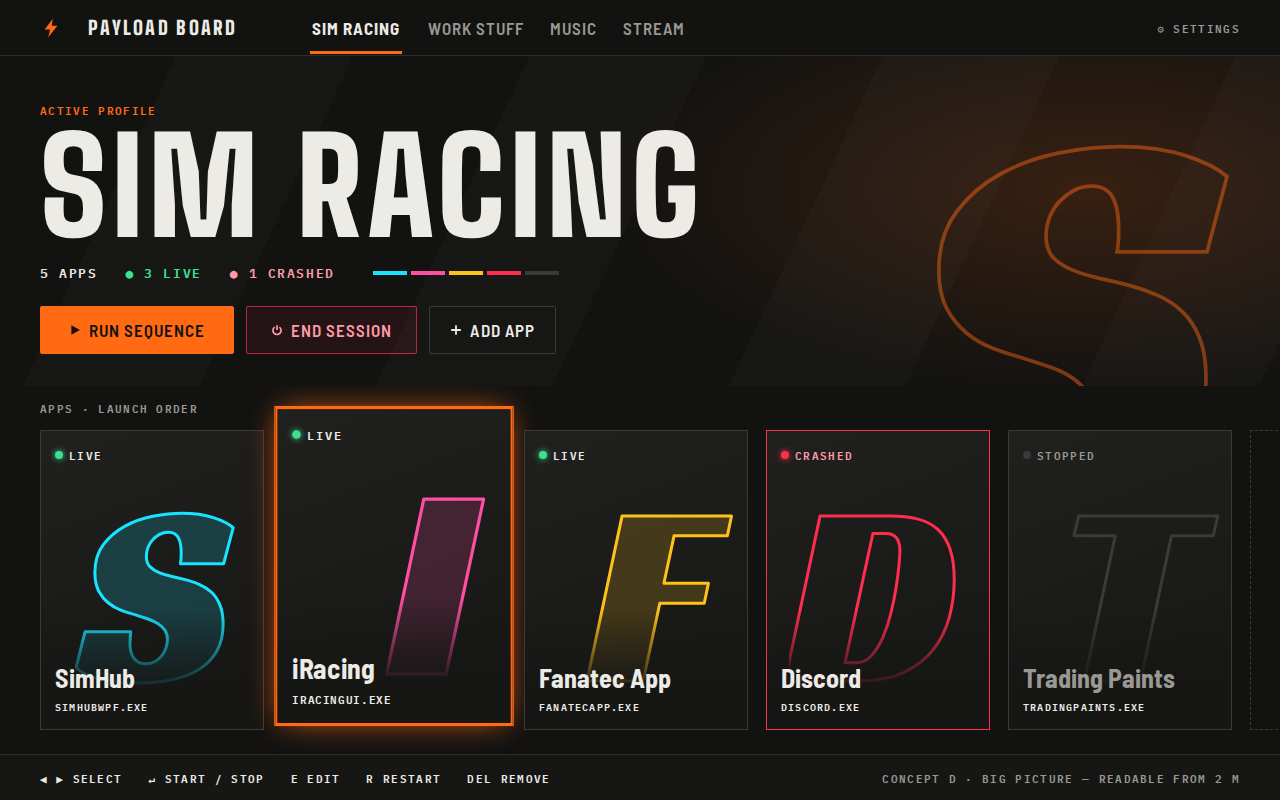 PAYLOAD BOARD SIM RACING WORK STUFF MUSIC STREAM ⚙ SETTINGS
ACTIVE PROFILE
SIM RACING
S
5 APPS ● 3 LIVE ● 1 CRASHED
RUN SEQUENCE END SESSION + ADD APP
APPS · LAUNCH ORDER
LIVE
S
SimHub
SIMHUBWPF.EXE
LIVE
I
iRacing
IRACINGUI.EXE
LIVE
F
Fanatec App
FANATECAPP.EXE
CRASHED
D
Discord
DISCORD.EXE
STOPPED
T
Trading Paints
TRADINGPAINTS.EXE
◀ ▶ SELECT ↵ START / STOP E EDIT R RESTART DEL REMOVE CONCEPT D · BIG PICTURE — READABLE FROM 2 M